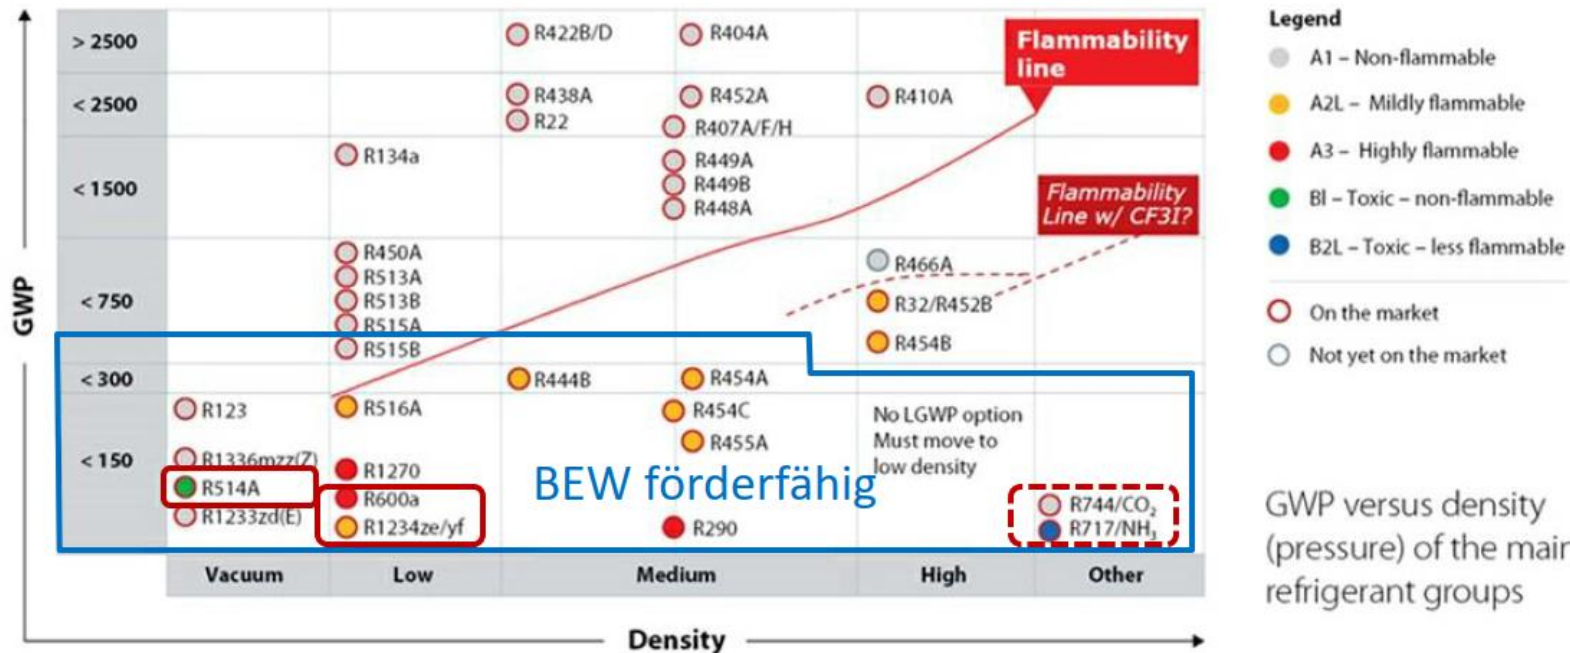 GWP
> 2500
< 2500
< 1500
< 750
< 300
< 150
R422B/D
R404A
R438A
R452A
R410A
R22
R407A/F/H
R134a
R449A
R449B
R448A
R450A
R513A
R513B
R515A
R515B
R466A
R32/R452B
R454B
R444B
R454A
R123
R516A
R454C
R455A
R1336mzz(Z)
R1270
R514A
R600a
R1233zd(E)
R1234ze/yf
R290
No LGWP option
Must move to
low density
R744/CO₂
R717/NH₃
BEW förderfähig
Flammability
line
Flammability
Line w/ CF3I?
Vacuum
Low
Medium
High
Other
Density
Legend
A1 – Non-flammable
A2L – Mildly flammable
A3 – Highly flammable
Bl – Toxic – non-flammable
B2L – Toxic – less flammable
On the market
Not yet on the market
GWP versus density
(pressure) of the main
refrigerant groups